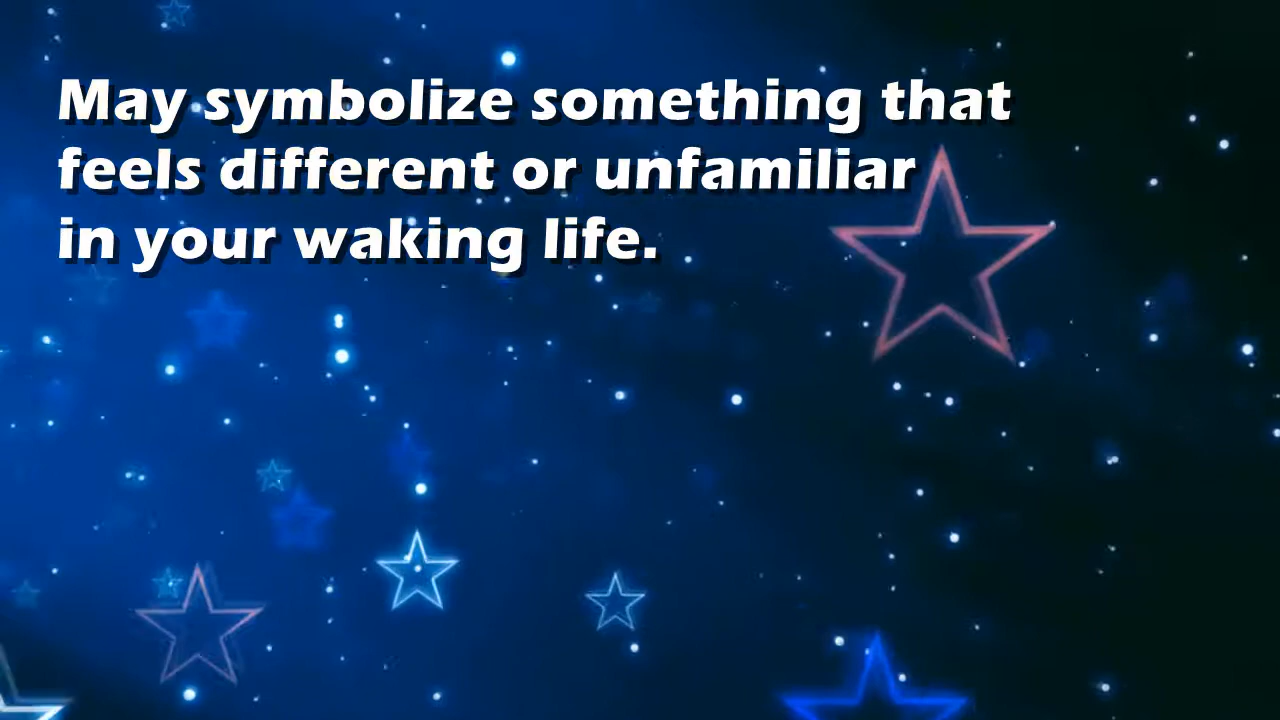 May symbolize something that
feels different or unfamiliar
in your waking life.